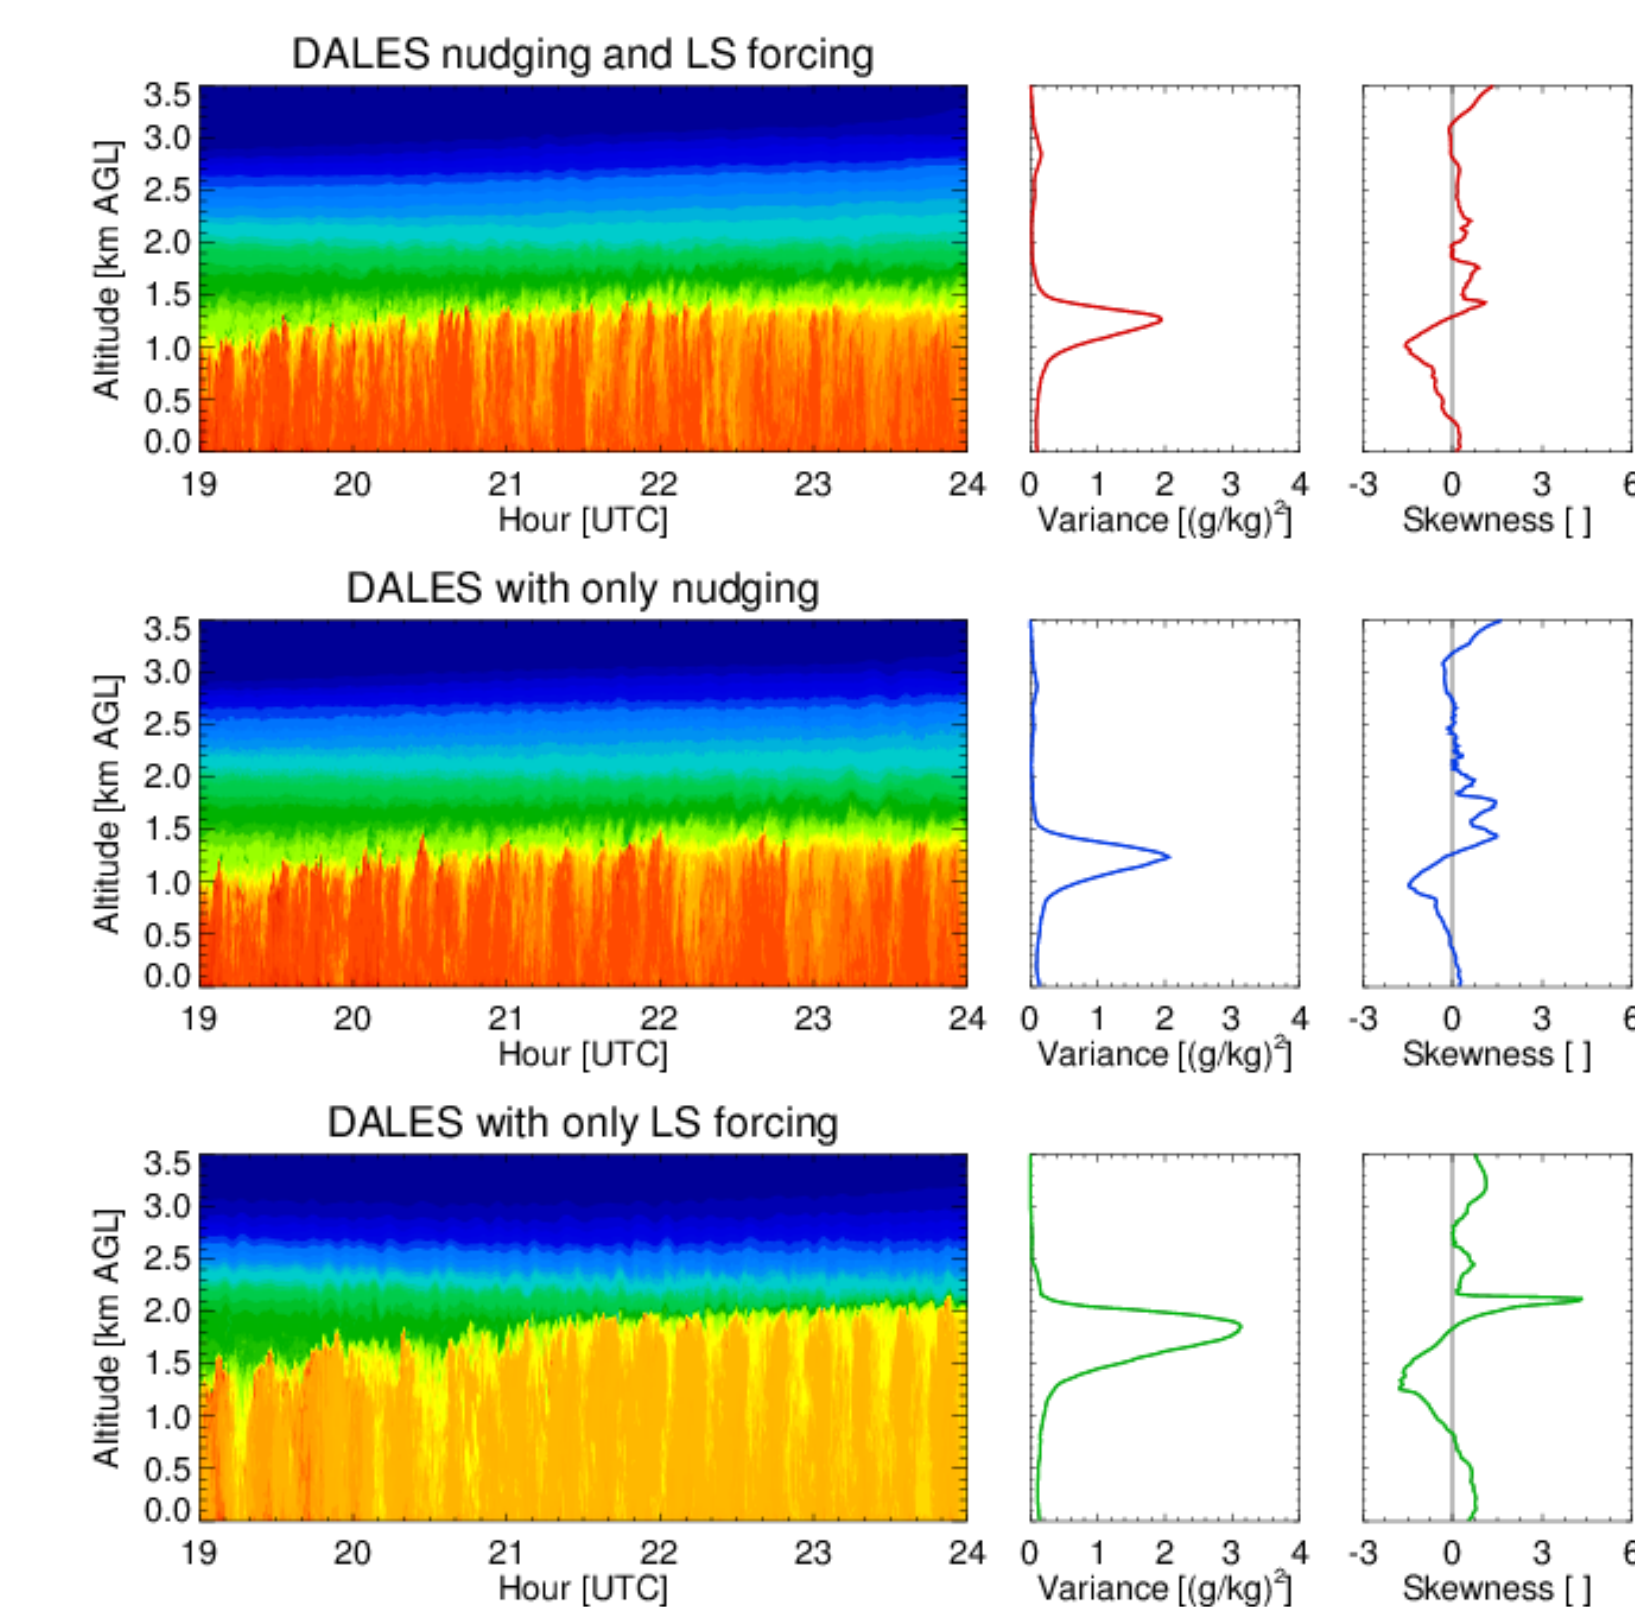 DALES nudging and LS forcing
Altitude [km AGL]
3.5
3.0
2.5
2.0
1.5
1.0
0.5
0.0
19 20 21 22 23 24
Hour [UTC]
0 1 2 3 4
Variance [(g/kg)²]
-3 0 3 6
Skewness [ ]
DALES with only nudging
Altitude [km AGL]
3.5
3.0
2.5
2.0
1.5
1.0
0.5
0.0
19 20 21 22 23 24
Hour [UTC]
0 1 2 3 4
Variance [(g/kg)²]
-3 0 3 6
Skewness [ ]
DALES with only LS forcing
Altitude [km AGL]
3.5
3.0
2.5
2.0
1.5
1.0
0.5
0.0
19 20 21 22 23 24
Hour [UTC]
0 1 2 3 4
Variance [(g/kg)²]
-3 0 3 6
Skewness [ ]